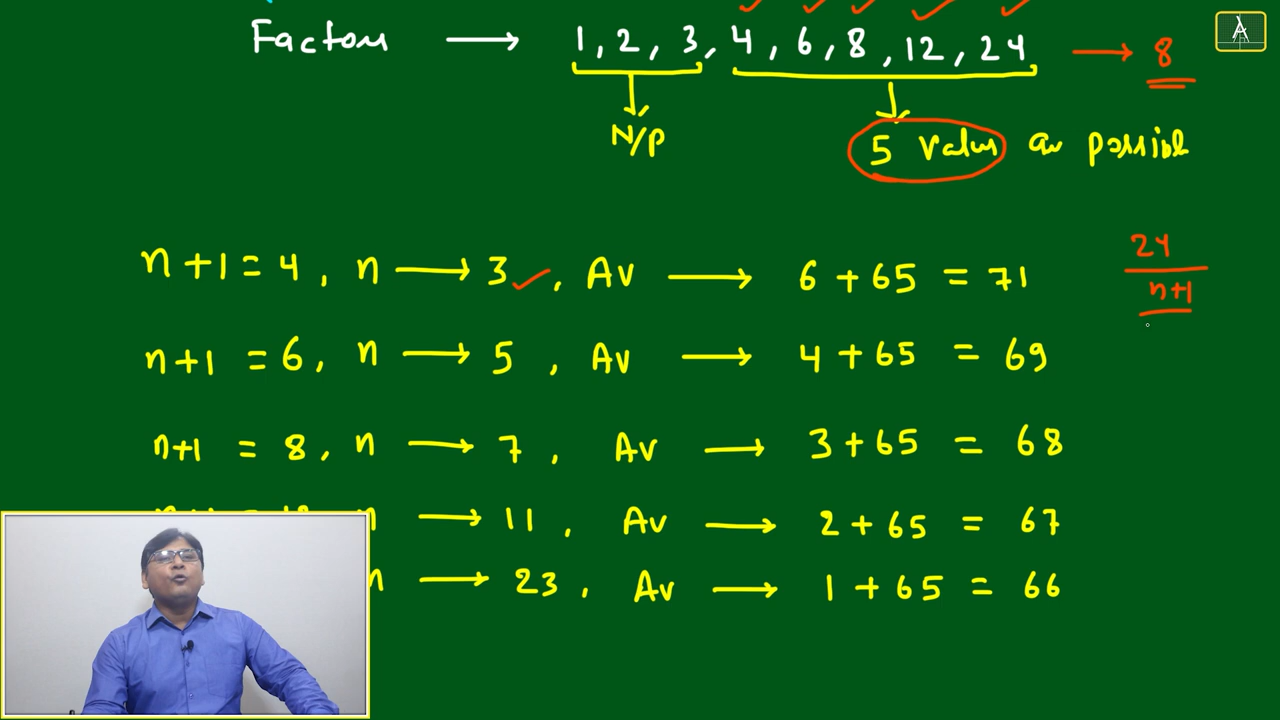 Factors → 1, 2, 3, 4, 6, 8, 12, 24 → 8
N/P
5 values are possible
n+1 = 4, n → 3 ✓, Av → 6 + 65 = 71
24
n+1
n+1 = 6, n → 5, Av → 4 + 65 = 69
n+1 = 8, n → 7, Av → 3 + 65 = 68
n → 11, Av → 2 + 65 = 67
n → 23, Av → 1 + 65 = 66